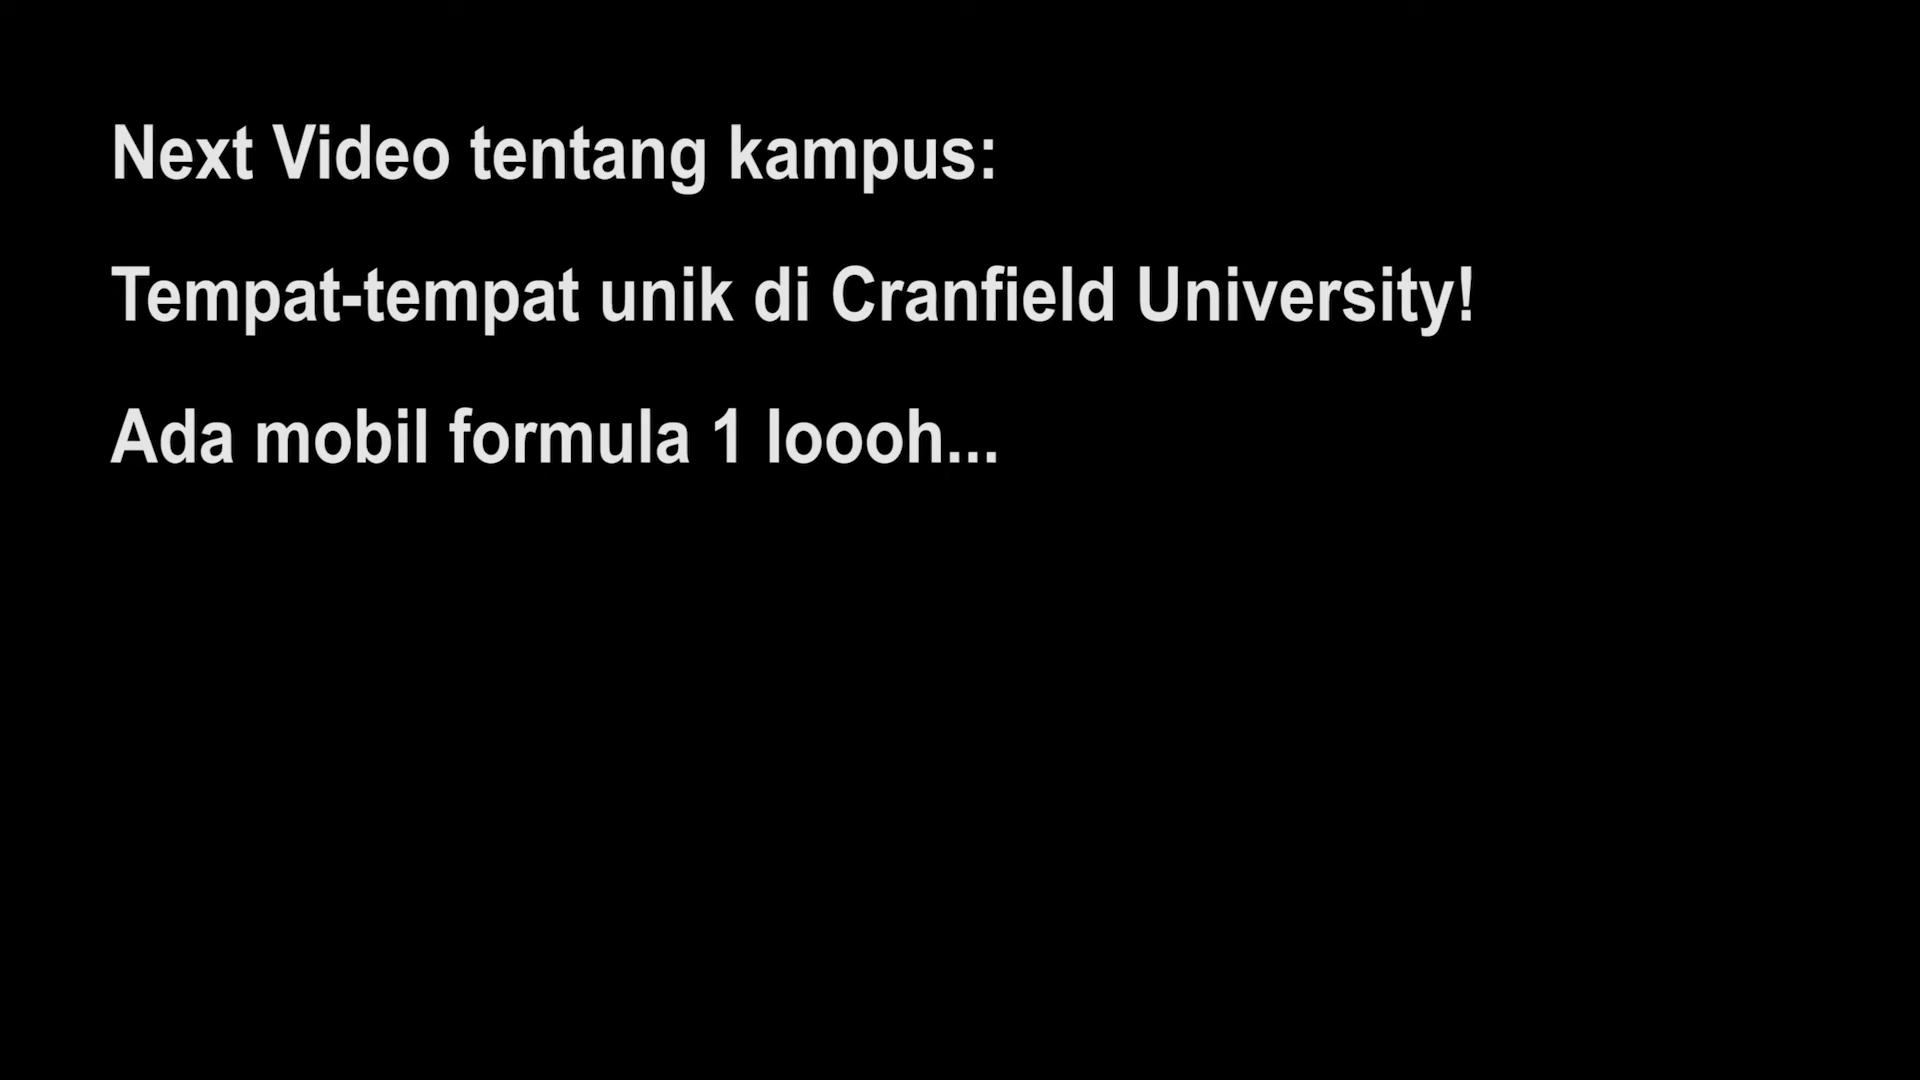 Next Video tentang kampus:
Tempat-tempat unik di Cranfield University!
Ada mobil formula 1 loooh...